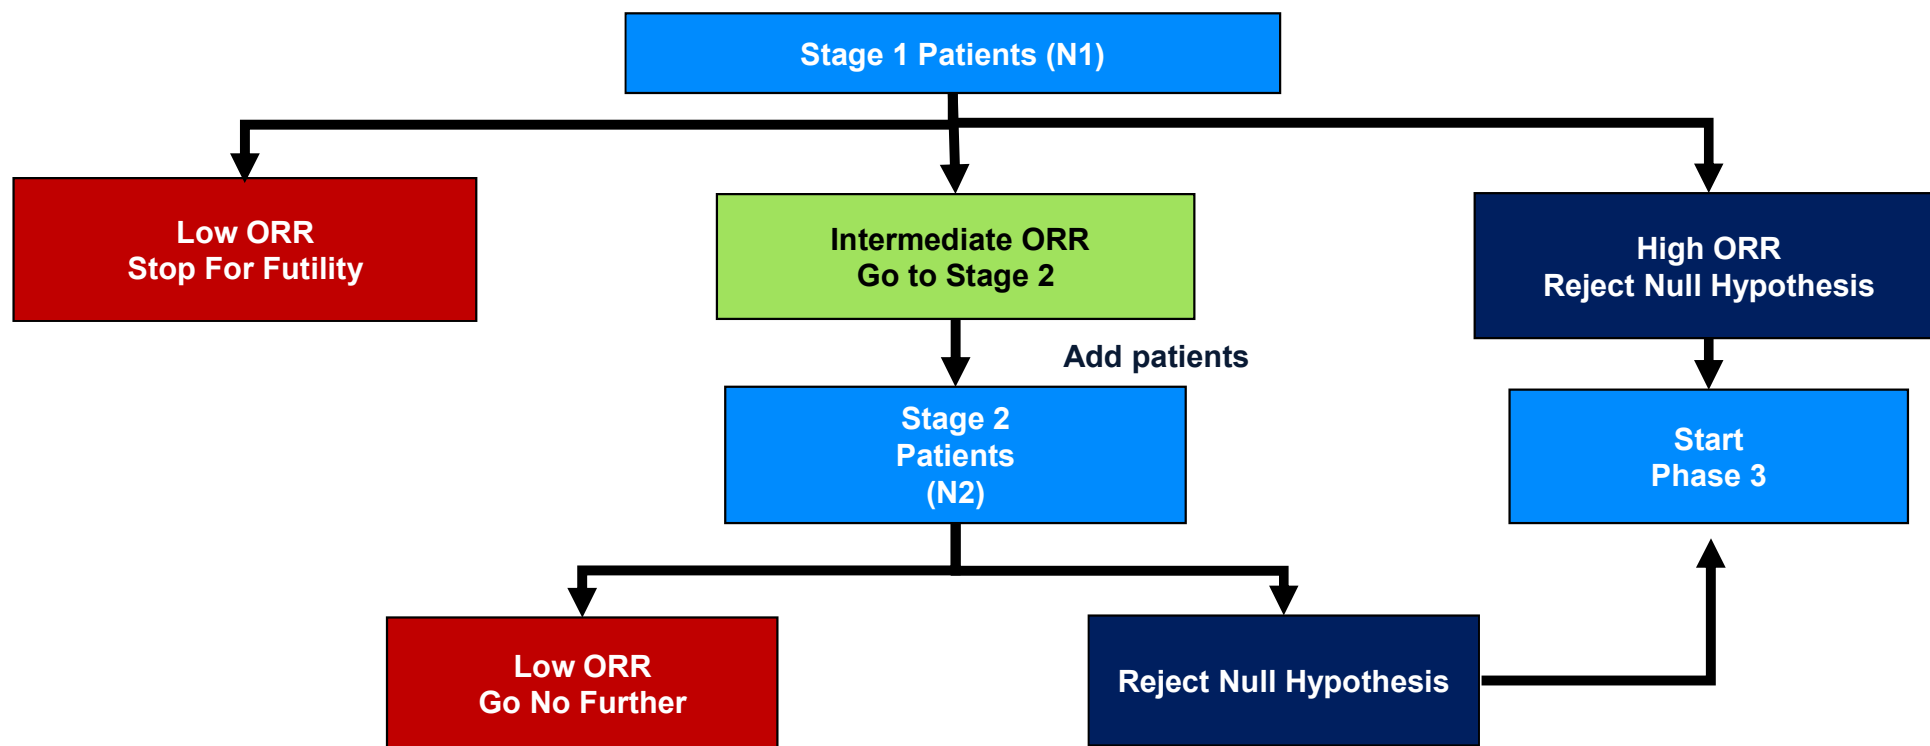 Stage 1 Patients (N1)
Low ORR
Stop For Futility
Intermediate ORR
Go to Stage 2
High ORR
Reject Null Hypothesis
Add patients
Stage 2
Patients
(N2)
Start
Phase 3
Low ORR
Go No Further
Reject Null Hypothesis